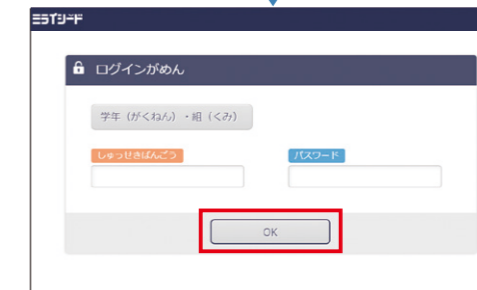 ミライシード
ログインがめん
学年（がくねん）・組（くみ）
しゅっせきばんごう
パスワード
OK